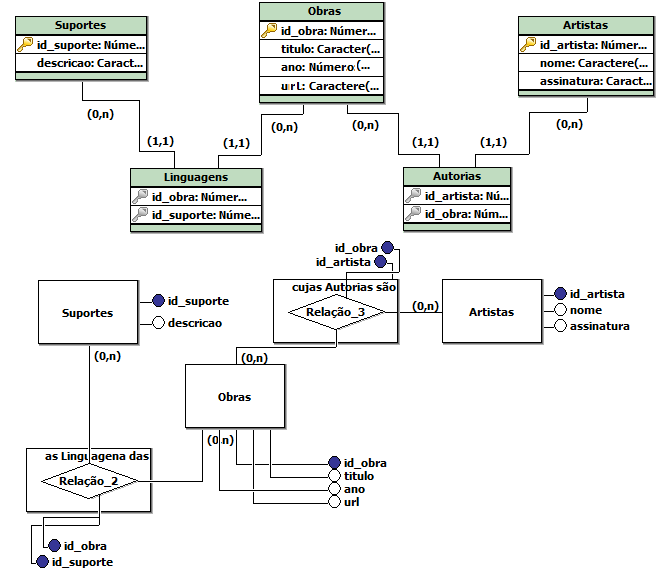 Suportes
id_suporte: Núme...
descricao: Caract...
Obras
id_obra: Númer...
titulo: Caracter(...
ano: Número(...
url: Caractere(...
Artistas
id_artista: Númer...
nome: Caractere(...
assinatura: Caract...
(0,n)
(0,n)
(0,n)
(0,n)
(1,1)
(1,1)
(1,1)
(1,1)
Linguagens
id_obra: Númer...
id_suporte: Núme...
Autorias
id_artista: Nú...
id_obra: Núm...
id_obra
id_artista
cujas Autorias são
Relação_3
(0,n)
Artistas
id_artista
nome
assinatura
Suportes
id_suporte
descricao
(0,n)
(0,n)
Obras
(0,n)
as Linguagena das
Relação_2
id_obra
titulo
ano
url
id_obra
id_suporte